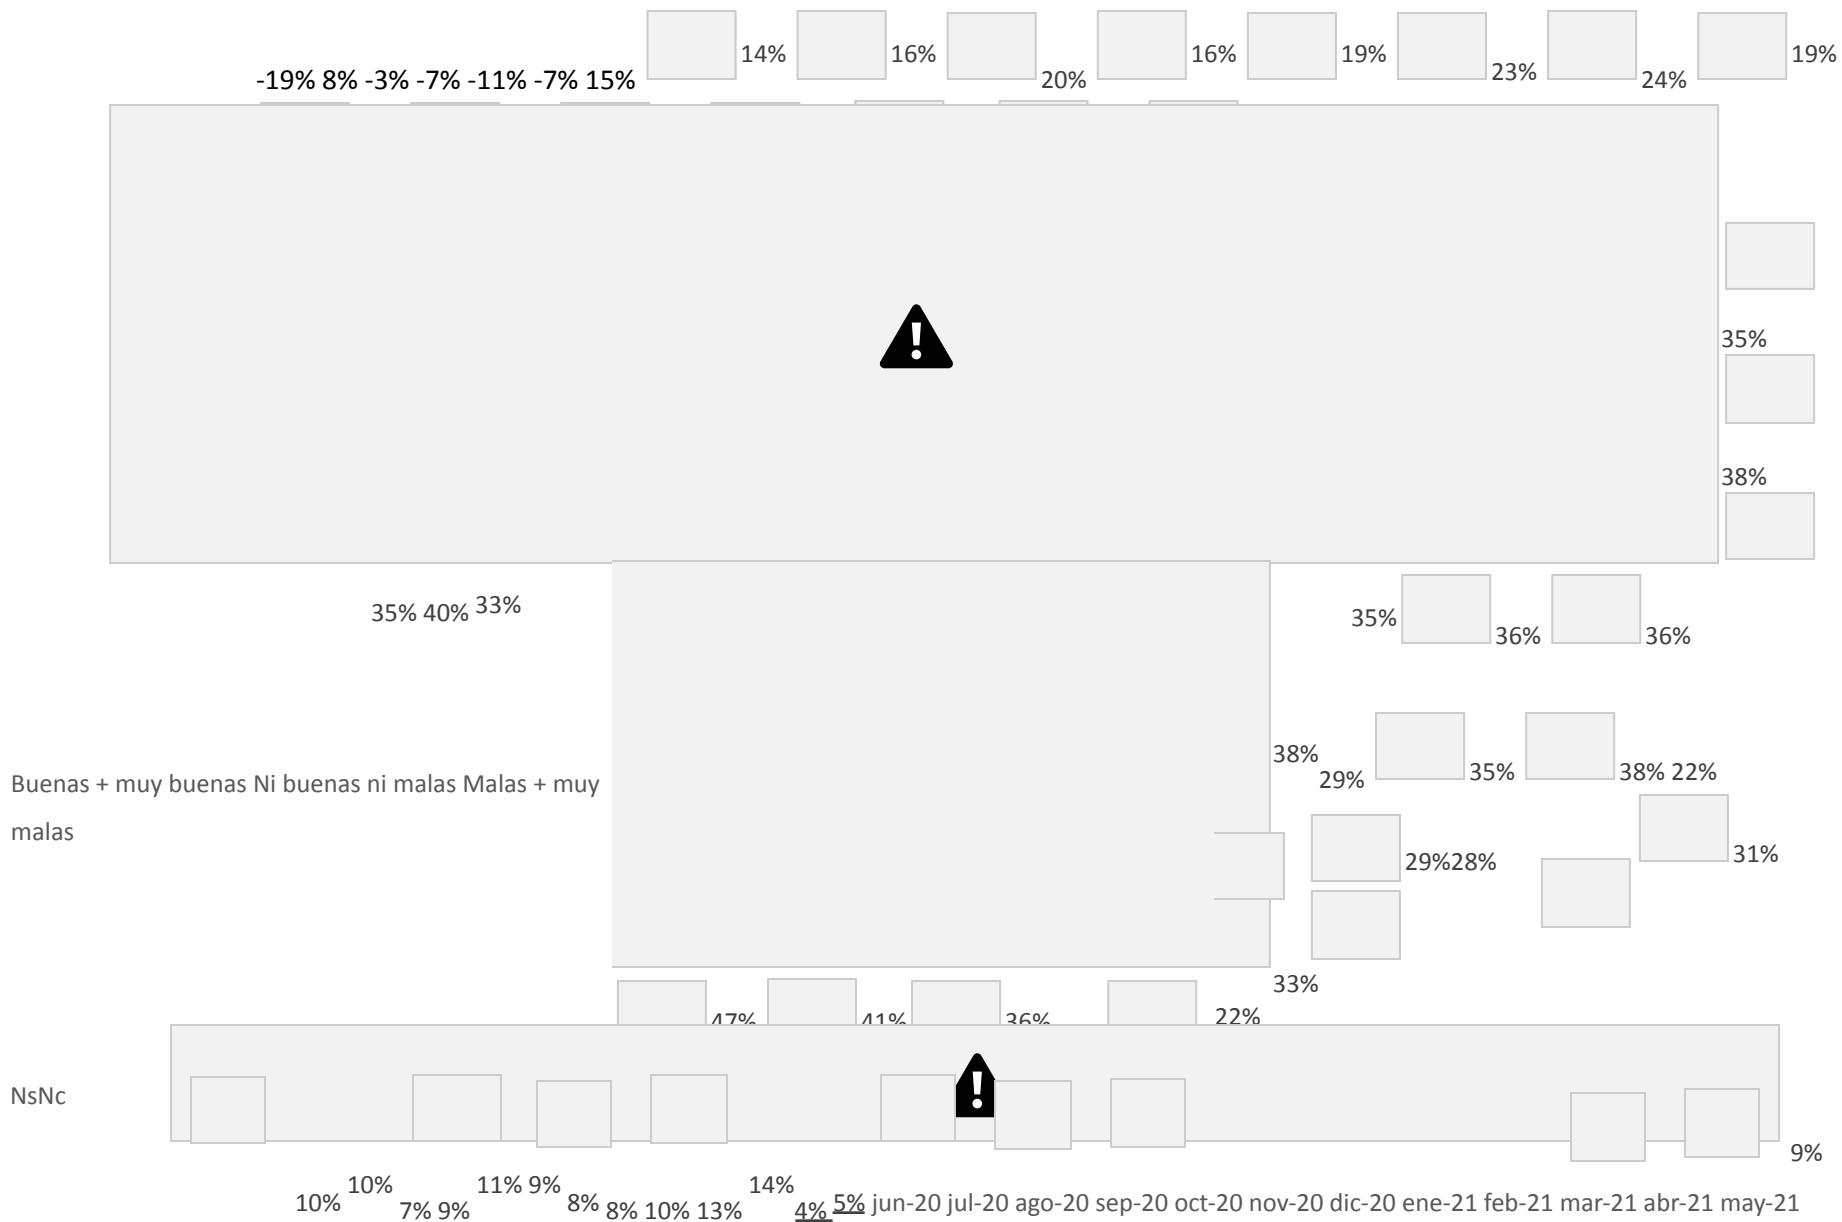 14% 16% 20% 16% 19% 23% 24% 19%
-19% 8% -3% -7% -11% -7% 15%
35%
38%
35% 40% 33%
35% 36% 36%
38% 29% 35% 38% 22%
Buenas + muy buenas Ni buenas ni malas Malas + muy
malas
29%28% 31%
33%
47% 41% 36% 22%
NsNc
9%
10% 10% 7% 9% 11% 9% 8% 8% 10% 13% 14% 4% 5% jun-20 jul-20 ago-20 sep-20 oct-20 nov-20 dic-20 ene-21 feb-21 mar-21 abr-21 may-21